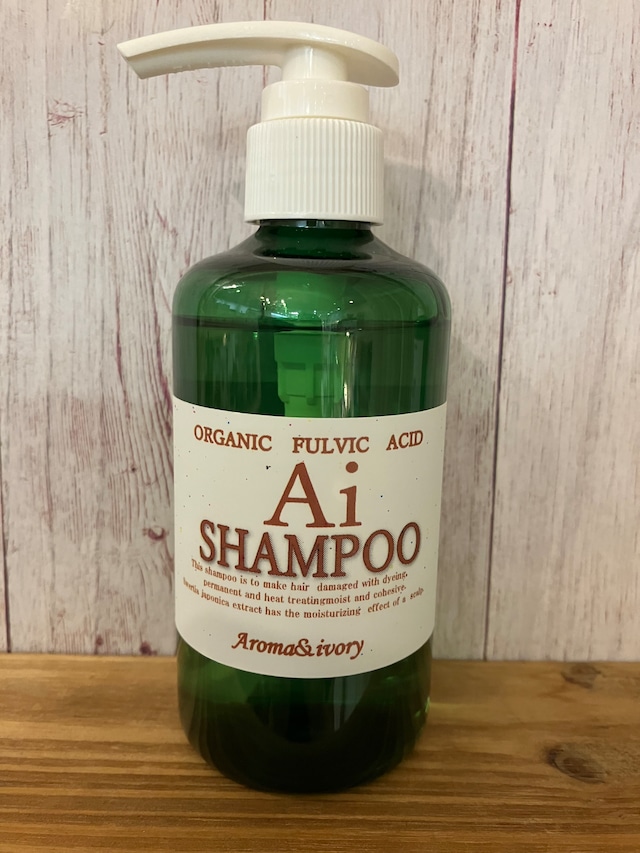 ORGANIC FULVIC ACID
Ai
SHAMPOO
This shampoo is to make hair damaged with dyeing,
permanent and heat treatingmoist and cohesive.
japonica extract has the moisturizing effect of a scalp.
Aroma&ivory